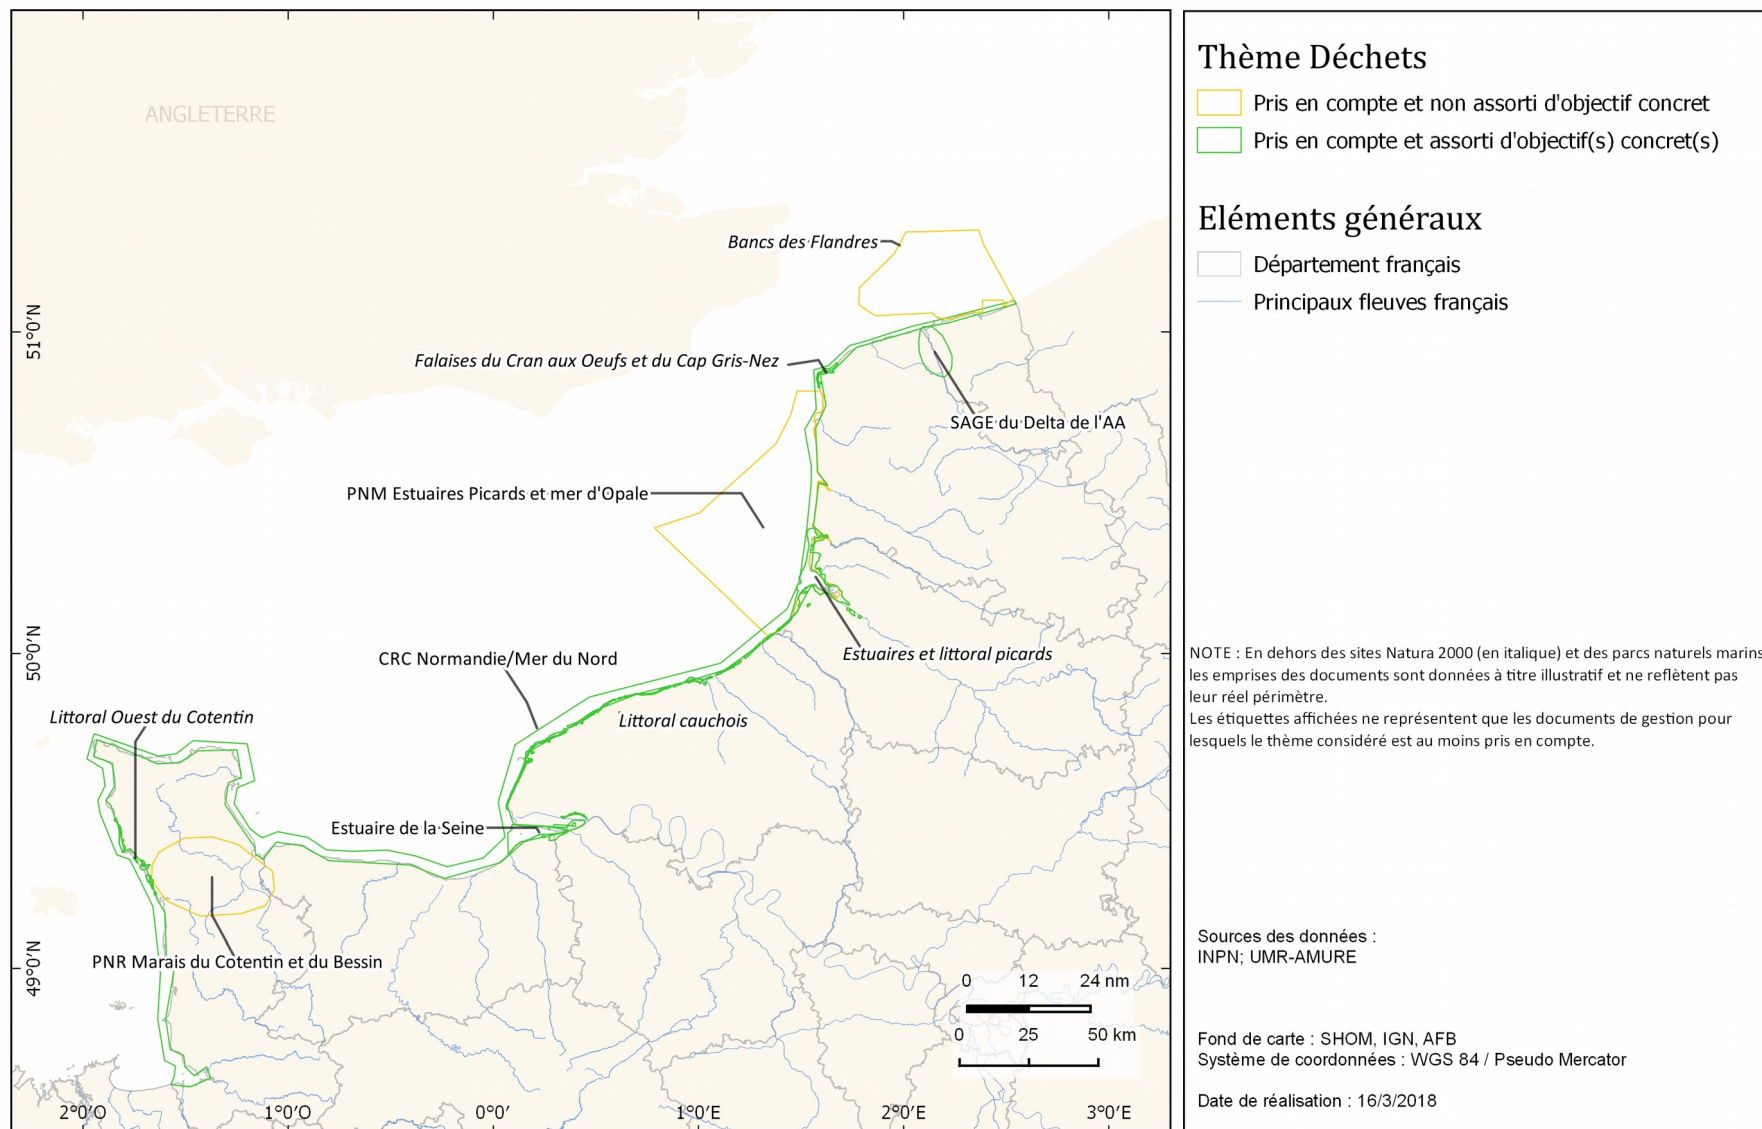 ANGLETERRE
Bancs des Flandres
Falaises du Cran aux Oeufs et du Cap Gris-Nez
SAGE du Delta de l'AA
PNM Estuaires Picards et mer d'Opale
Estuaires et littoral picards
CRC Normandie/Mer du Nord
Littoral Ouest du Cotentin
Littoral cauchois
Estuaire de la Seine
PNR Marais du Cotentin et du Bessin
51°0'N
50°0'N
49°0'N
2°0'O
1°0'O
0°0'
1°0'E
2°0'E
3°0'E
0 12 24 nm
0 25 50 km
Thème Déchets
Pris en compte et non assorti d'objectif concret
Pris en compte et assorti d'objectif(s) concret(s)
Eléments généraux
Département français
Principaux fleuves français
NOTE : En dehors des sites Natura 2000 (en italique) et des parcs naturels marins
les emprises des documents sont données à titre illustratif et ne reflètent pas
leur réel périmètre.
Les étiquettes affichées ne représentent que les documents de gestion pour
lesquels le thème considéré est au moins pris en compte.
Sources des données :
INPN; UMR-AMURE
Fond de carte : SHOM, IGN, AFB
Système de coordonnées : WGS 84 / Pseudo Mercator
Date de réalisation : 16/3/2018